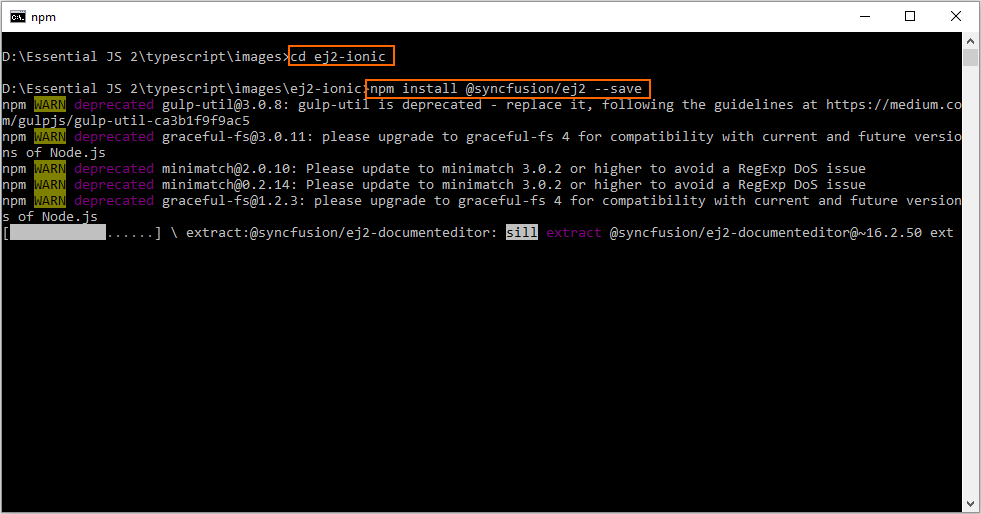 npm
D:\Essential JS 2\typescript\images>cd ej2-ionic
D:\Essential JS 2\typescript\images\ej2-ionic>npm install @syncfusion/ej2 --save
npm WARN deprecated gulp-util@3.0.8: gulp-util is deprecated - replace it, following the guidelines at https://medium.co
m/gulpjs/gulp-util-ca3b1f9f9ac5
npm WARN deprecated graceful-fs@3.0.11: please upgrade to graceful-fs 4 for compatibility with current and future versio
ns of Node.js
npm WARN deprecated minimatch@2.0.10: Please update to minimatch 3.0.2 or higher to avoid a RegExp DoS issue
npm WARN deprecated minimatch@0.2.14: Please update to minimatch 3.0.2 or higher to avoid a RegExp DoS issue
npm WARN deprecated graceful-fs@1.2.3: please upgrade to graceful-fs 4 for compatibility with current and future version
s of Node.js
[            ......] \ extract:@syncfusion/ej2-documenteditor: sill extract @syncfusion/ej2-documenteditor@~16.2.50 ext